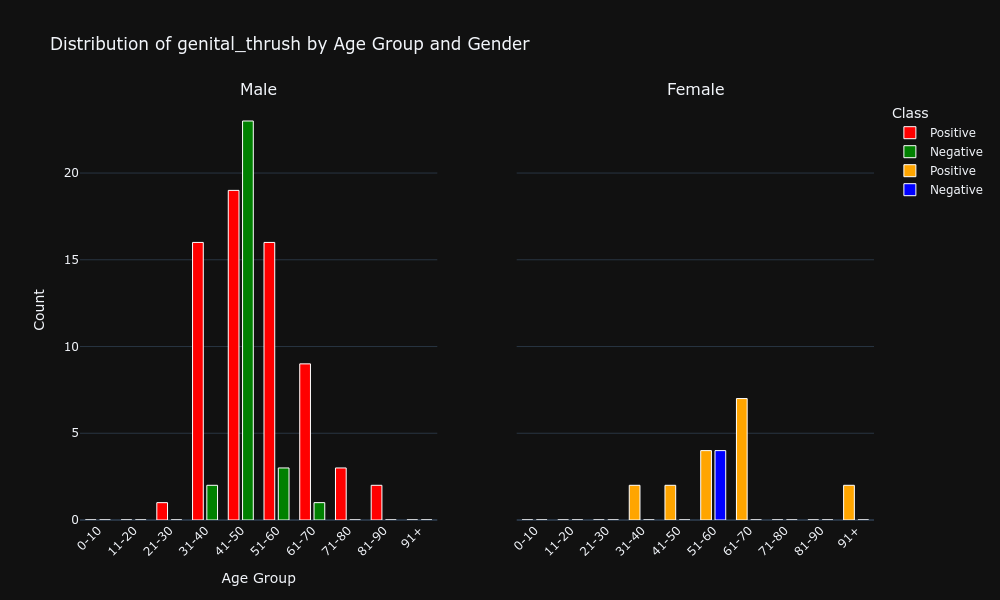 Distribution of genital_thrush by Age Group and Gender
Male
Female
Class
Positive
Negative
Positive
Negative
Count
20
15
10
5
0
0-10 11-20 21-30 31-40 41-50 51-60 61-70 71-80 81-90 91+
0-10 11-20 21-30 31-40 41-50 51-60 61-70 71-80 81-90 91+
Age Group